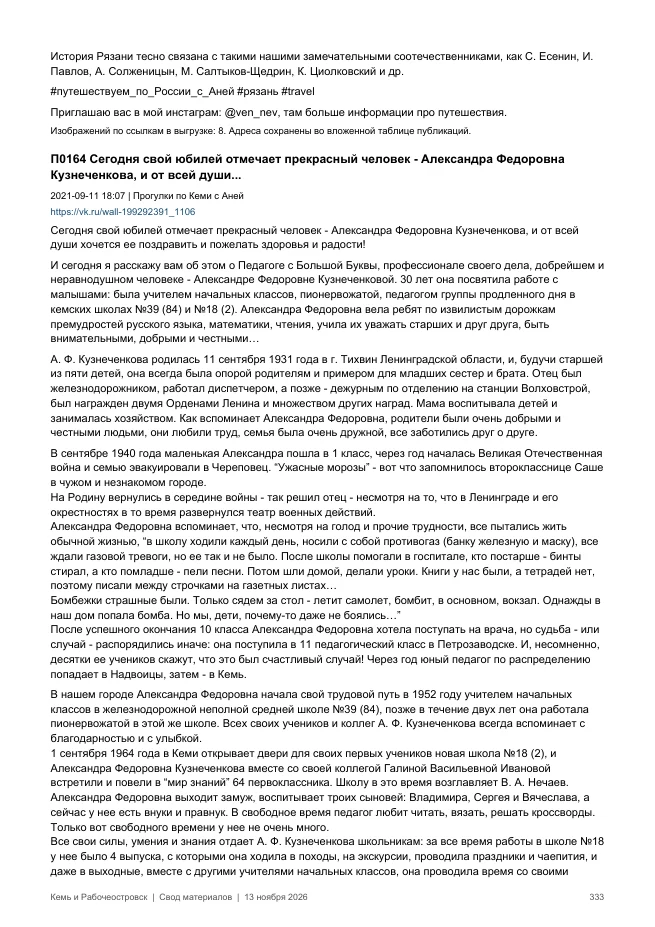 История Рязани тесно связана с такими нашими замечательными соотечественниками, как С. Есенин, И.
Павлов, А. Солженицын, М. Салтыков-Щедрин, К. Циолковский и др.
#путешествуем_по_России_с_Аней #рязань #travel
Приглашаю вас в мой инстаграм: @ven_nev, там больше информации про путешествия.
Изображений по ссылкам в выгрузке: 8. Адреса сохранены во вложенной таблице публикаций.
П0164 Сегодня свой юбилей отмечает прекрасный человек - Александра Федоровна
Кузнеченкова, и от всей души...
2021-09-11 18:07 | Прогулки по Кеми с Аней
https://vk.ru/wall-199292391_1106
Сегодня свой юбилей отмечает прекрасный человек - Александра Федоровна Кузнеченкова, и от всей
души хочется ее поздравить и пожелать здоровья и радости!
И сегодня я расскажу вам об этом о Педагоге с Большой Буквы, профессионале своего дела, добрейшем и
неравнодушном человеке - Александре Федоровне Кузнеченковой. 30 лет она посвятила работе с
малышами: была учителем начальных классов, пионервожатой, педагогом группы продленного дня в
кемских школах №39 (84) и №18 (2). Александра Федоровна вела ребят по извилистым дорожкам
премудростей русского языка, математики, чтения, учила их уважать старших и друг друга, быть
внимательными, добрыми и честными…
А. Ф. Кузнеченкова родилась 11 сентября 1931 года в г. Тихвин Ленинградской области, и, будучи старшей
из пяти детей, она всегда была опорой родителям и примером для младших сестер и брата. Отец был
железнодорожником, работал диспетчером, а позже - дежурным по отделению на станции Волховстрой,
был награжден двумя Орденами Ленина и множеством других наград. Мама воспитывала детей и
занималась хозяйством. Как вспоминает Александра Федоровна, родители были очень добрыми и
честными людьми, они любили труд, семья была очень дружной, все заботились друг о друге.
В сентябре 1940 года маленькая Александра пошла в 1 класс, через год началась Великая Отечественная
война и семью эвакуировали в Череповец. “Ужасные морозы” - вот что запомнилось второкласснице Саше
в чужом и незнакомом городе.
На Родину вернулись в середине войны - так решил отец - несмотря на то, что в Ленинграде и его
окрестностях в то время развернулся театр военных действий.
Александра Федоровна вспоминает, что, несмотря на голод и прочие трудности, все пытались жить
обычной жизнью, “в школу ходили каждый день, носили с собой противогаз (банку железную и маску), все
ждали газовой тревоги, но ее так и не было. После школы помогали в госпитале, кто постарше - бинты
стирал, а кто помладше - пели песни. Потом шли домой, делали уроки. Книги у нас были, а тетрадей нет,
поэтому писали между строчками на газетных листах…
Бомбежки страшные были. Только сядем за стол - летит самолет, бомбит, в основном, вокзал. Однажды в
наш дом попала бомба. Но мы, дети, почему-то даже не боялись…”
После успешного окончания 10 класса Александра Федоровна хотела поступать на врача, но судьба - или
случай - распорядились иначе: она поступила в 11 педагогический класс в Петрозаводске. И, несомненно,
десятки ее учеников скажут, что это был счастливый случай! Через год юный педагог по распределению
попадает в Надвоицы, затем - в Кемь.
В нашем городе Александра Федоровна начала свой трудовой путь в 1952 году учителем начальных
классов в железнодорожной неполной средней школе №39 (84), позже в течение двух лет она работала
пионервожатой в этой же школе. Всех своих учеников и коллег А. Ф. Кузнеченкова всегда вспоминает с
благодарностью и с улыбкой.
1 сентября 1964 года в Кеми открывает двери для своих первых учеников новая школа №18 (2), и
Александра Федоровна Кузнеченкова вместе со своей коллегой Галиной Васильевной Ивановой
встретили и повели в “мир знаний” 64 первоклассника. Школу в это время возглавляет В. А. Нечаев.
Александра Федоровна выходит замуж, воспитывает троих сыновей: Владимира, Сергея и Вячеслава, а
сейчас у нее есть внуки и правнук. В свободное время педагог любит читать, вязать, решать кроссворды.
Только вот свободного времени у нее не очень много.
Все свои силы, умения и знания отдает А. Ф. Кузнеченкова школьникам: за все время работы в школе №18
у нее было 4 выпуска, с которыми она ходила в походы, на экскурсии, проводила праздники и чаепития, и
даже в выходные, вместе с другими учителями начальных классов, она проводила время со своими
Кемь и Рабочеостровск | Свод материалов | 13 ноября 2026
333